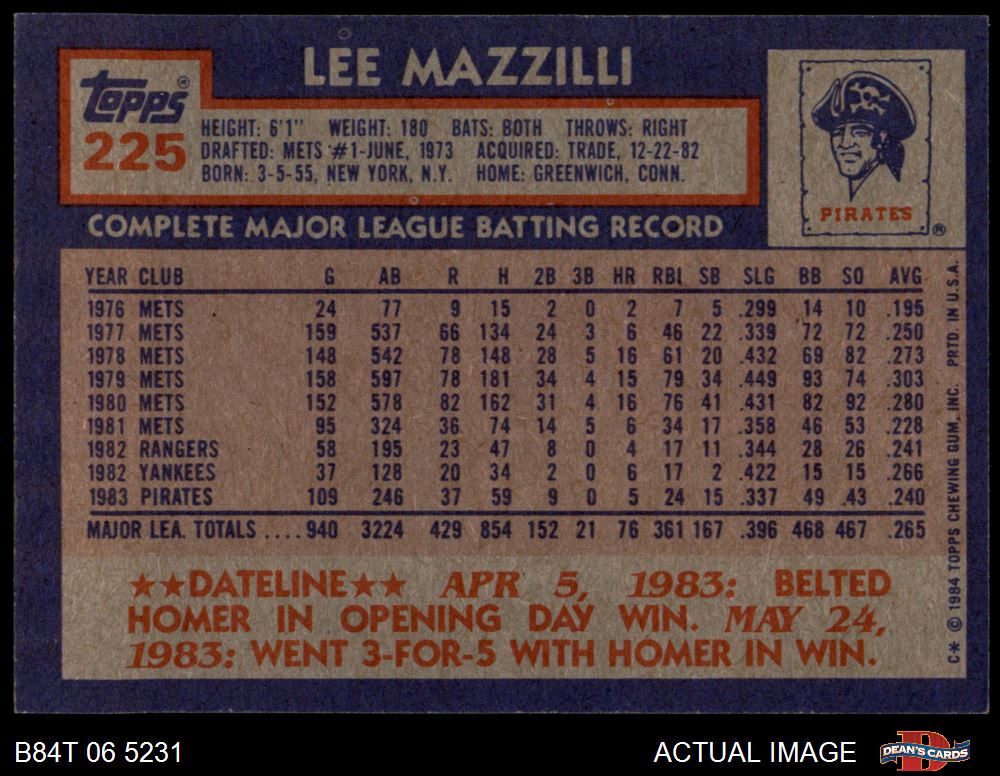 LEE MAZZILLI
Topps®
225
HEIGHT: 6'1" WEIGHT: 180 BATS: BOTH THROWS: RIGHT
DRAFTED: METS #1-JUNE, 1973 ACQUIRED: TRADE, 12-22-82
BORN: 3-5-55, NEW YORK, N.Y. HOME: GREENWICH, CONN.
PIRATES ®
COMPLETE MAJOR LEAGUE BATTING RECORD
YEAR CLUB G AB R H 2B 3B HR RBI SB SLG BB SO AVG
1976 METS 24 77 9 15 2 0 2 7 5 .299 14 10 .195
1977 METS 159 537 66 134 24 3 6 46 22 .339 72 72 .250
1978 METS 148 542 78 148 28 5 16 61 20 .432 69 82 .273
1979 METS 158 597 78 181 34 4 15 79 34 .449 93 74 .303
1980 METS 152 578 82 162 31 4 16 76 41 .431 82 92 .280
1981 METS 95 324 36 74 14 5 6 34 17 .358 46 53 .228
1982 RANGERS 58 195 23 47 8 0 4 17 11 .344 28 26 .241
1982 YANKEES 37 128 20 34 2 0 6 17 2 .422 15 15 .266
1983 PIRATES 109 246 37 59 9 0 5 24 15 .337 49 43 .240
MAJOR LEA. TOTALS .... 940 3224 429 854 152 21 76 361 167 .396 468 467 .265
★★DATELINE★★ APR 5, 1983: BELTED
HOMER IN OPENING DAY WIN. MAY 24,
1983: WENT 3-FOR-5 WITH HOMER IN WIN.
C* © 1984 TOPPS CHEWING GUM, INC. PRTD. IN U.S.A.
B84T 06 5231
ACTUAL IMAGE
D
DEAN'S CARDS